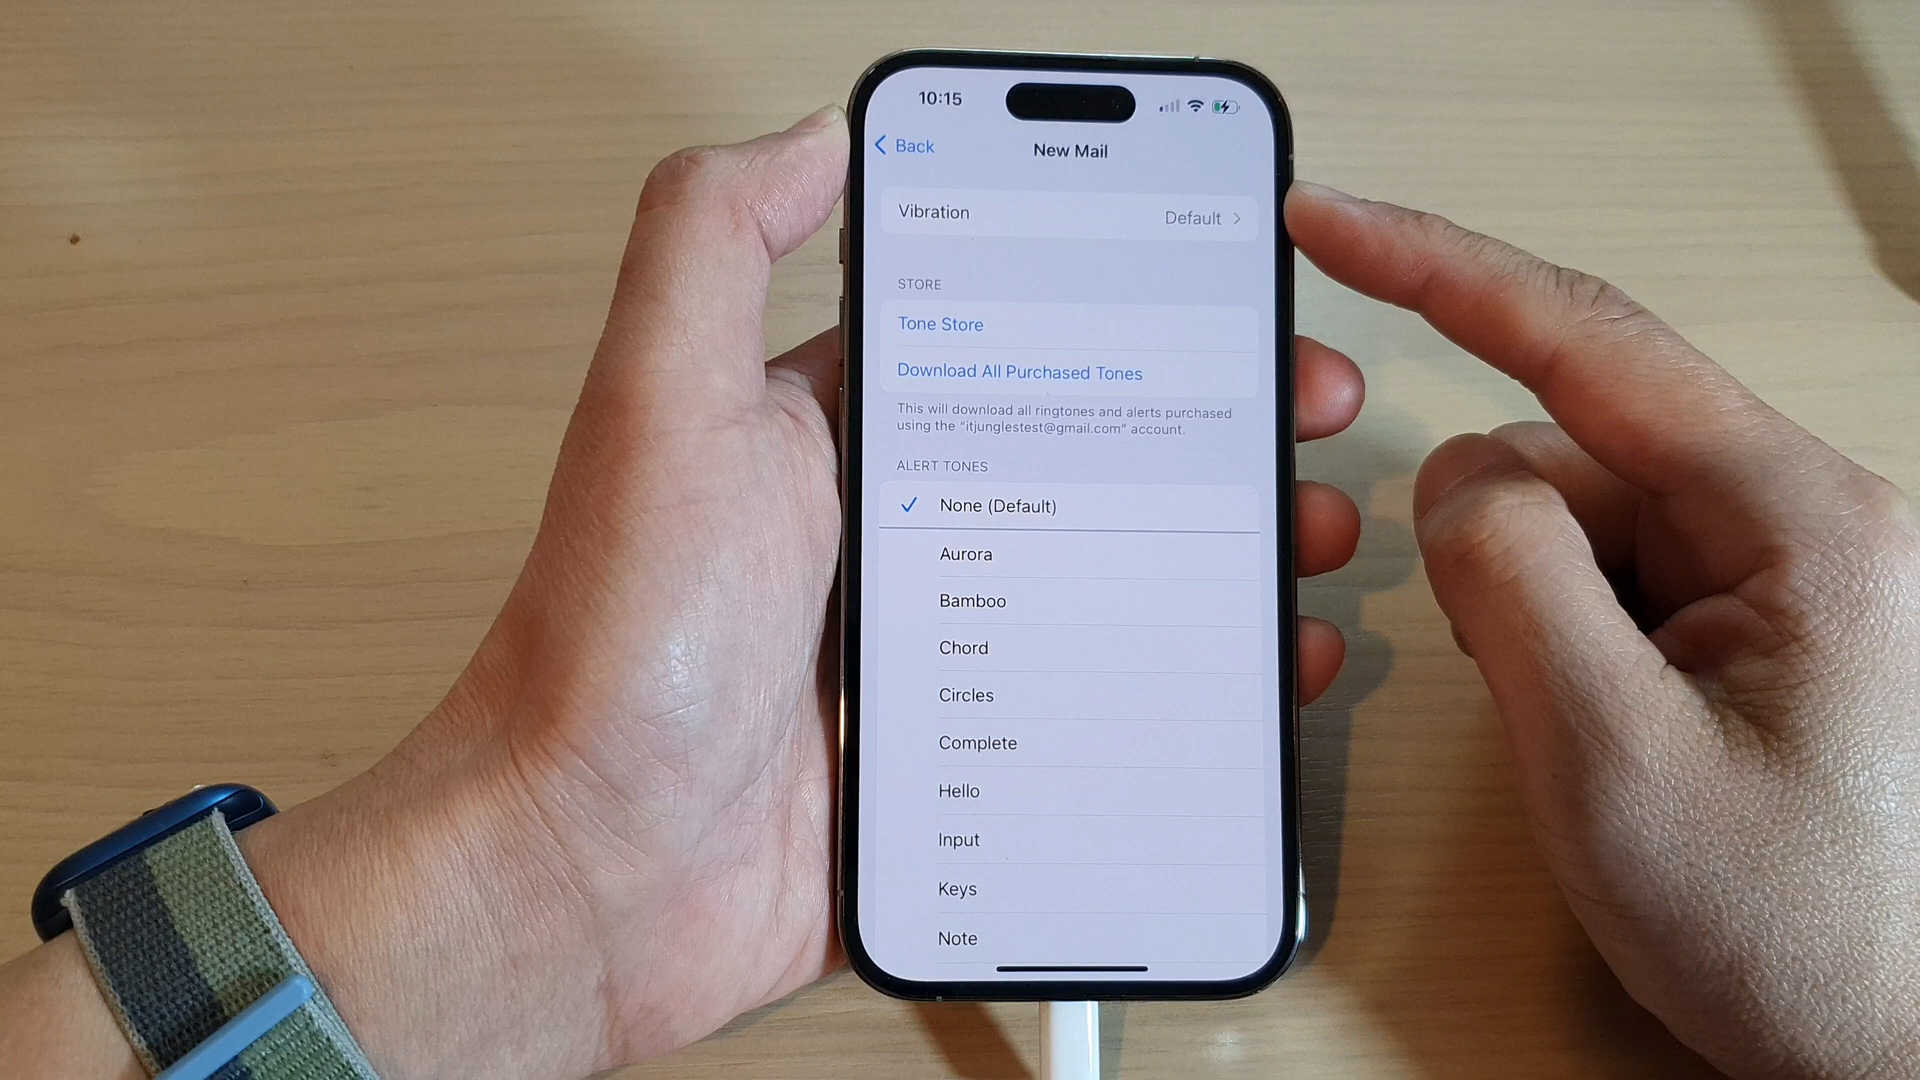 10:15
Back
New Mail
Vibration Default
STORE
Tone Store
Download All Purchased Tones
This will download all ringtones and alerts purchased
using the “itjunglestest@gmail.com” account.
ALERT TONES
None (Default)
Aurora
Bamboo
Chord
Circles
Complete
Hello
Input
Keys
Note